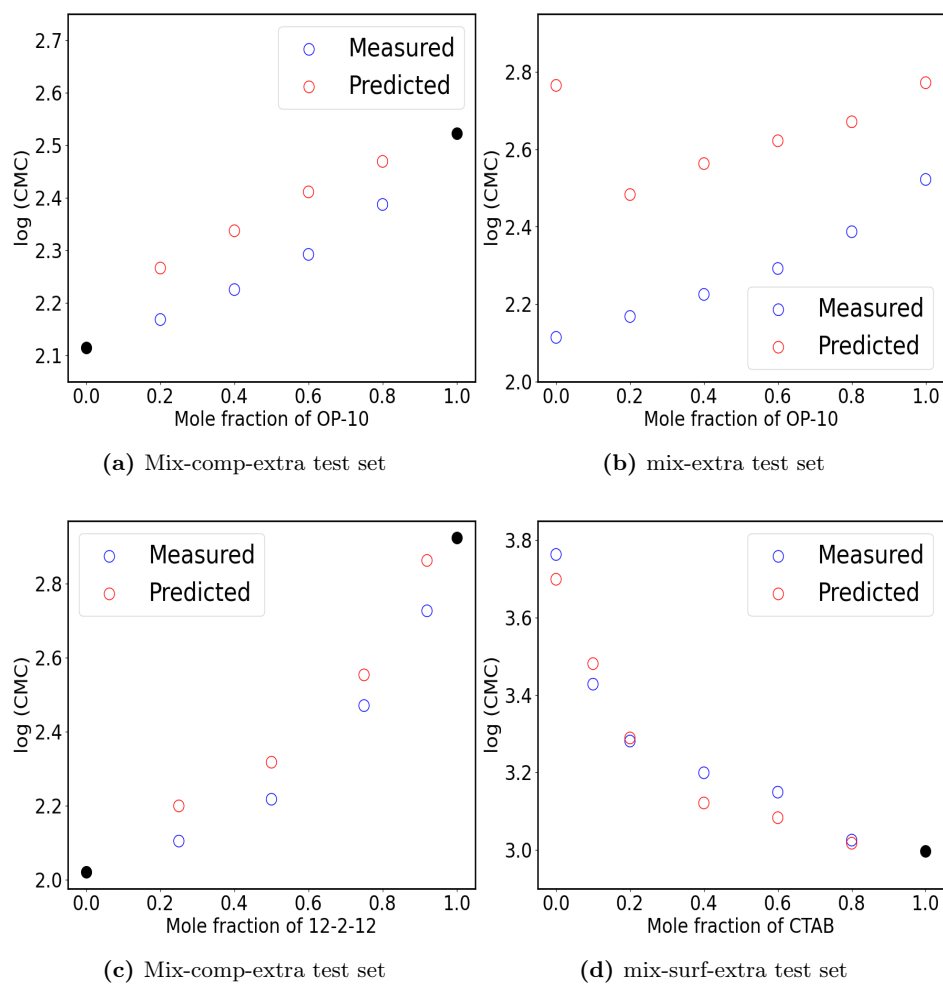 2.7
2.6
2.5
2.4
2.3
2.2
2.1
log (CMC)
Measured
Predicted
0.0 0.2 0.4 0.6 0.8 1.0
Mole fraction of OP-10
(a) Mix-comp-extra test set
2.8
2.6
2.4
2.2
2.0
log (CMC)
Measured
Predicted
0.0 0.2 0.4 0.6 0.8 1.0
Mole fraction of OP-10
(b) mix-extra test set
2.8
2.6
2.4
2.2
2.0
log (CMC)
Measured
Predicted
0.0 0.2 0.4 0.6 0.8 1.0
Mole fraction of 12-2-12
(c) Mix-comp-extra test set
3.8
3.6
3.4
3.2
3.0
log (CMC)
Measured
Predicted
0.0 0.2 0.4 0.6 0.8 1.0
Mole fraction of CTAB
(d) mix-surf-extra test set